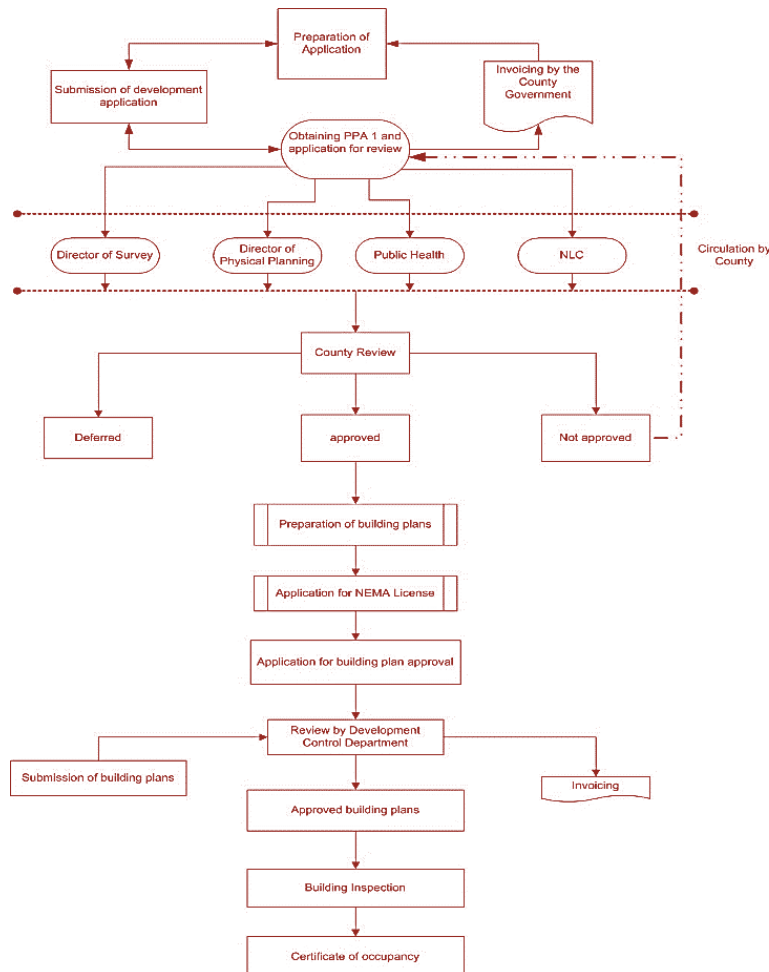 Preparation of
Application
Submission of development
application
Invoicing by the
County
Government
Obtaining PPA 1 and
application for review
Director of Survey
Director of
Physical Planning
Public Health
NLC
Circulation by
County
County Review
Deferred
approved
Not approved
Preparation of building plans
Application for NEMA License
Application for building plan approval
Review by Development
Control Department
Submission of building plans
Invoicing
Approved building plans
Building Inspection
Certificate of occupancy